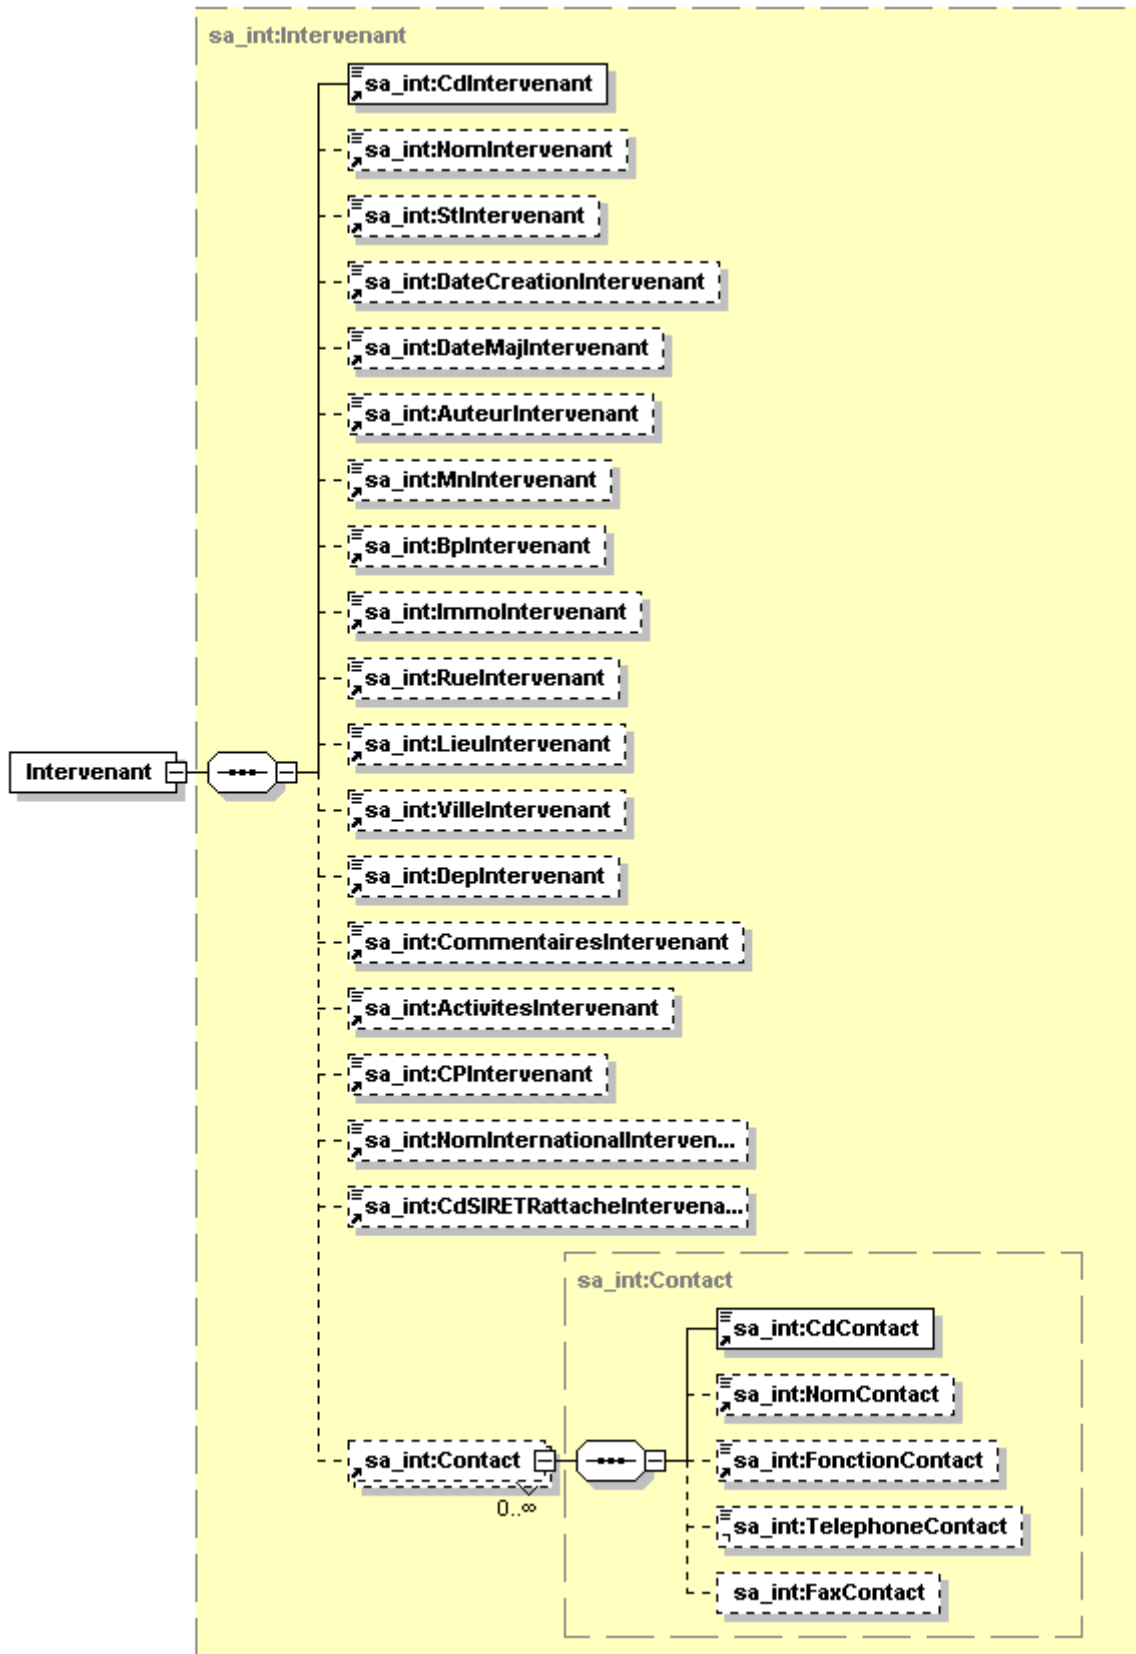 sa_int:Intervenant
sa_int:CdIntervenant
sa_int:NomIntervenant
sa_int:StIntervenant
sa_int:DateCreationIntervenant
sa_int:DateMajIntervenant
sa_int:AuteurIntervenant
sa_int:MnIntervenant
sa_int:BpIntervenant
sa_int:ImmoIntervenant
sa_int:RueIntervenant
sa_int:LieuIntervenant
Intervenant
sa_int:VilleIntervenant
sa_int:DepIntervenant
sa_int:CommentairesIntervenant
sa_int:ActivitesIntervenant
sa_int:CPIntervenant
sa_int:NomInternationalInterven...
sa_int:CdSIRETRattacheIntervena...
sa_int:Contact
sa_int:CdContact
sa_int:NomContact
sa_int:Contact
0..∞
sa_int:FonctionContact
sa_int:TelephoneContact
sa_int:FaxContact